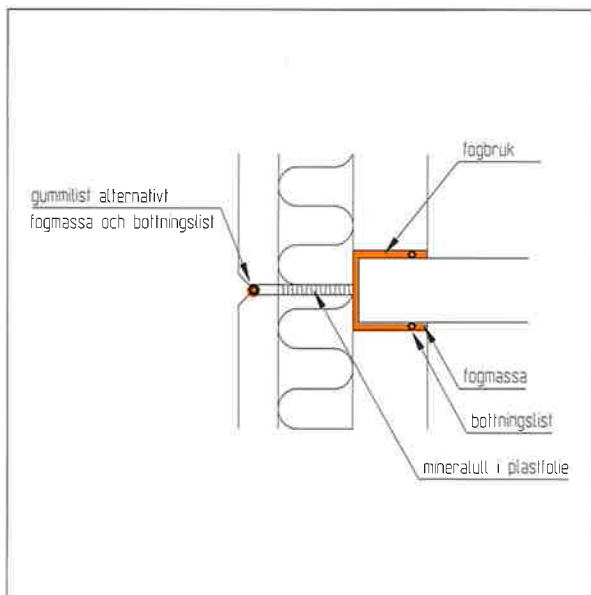 fogbruk
gummilist alternativt
fogmassa och bottningslist
fogmassa
bottningslist
mineralull i plastfolie